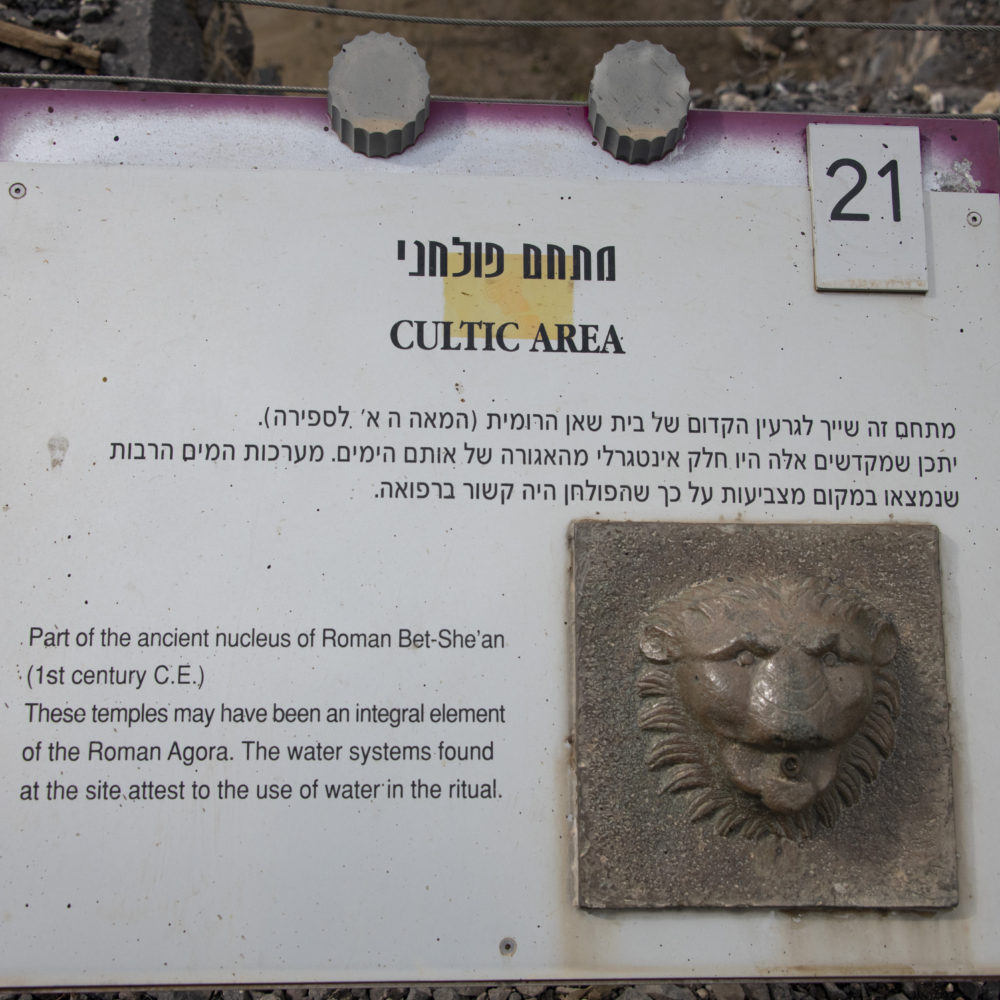 21
מתחם פולחני
CULTIC AREA
מתחם זה שייך לגרעין הקדום של בית שאן הרומית (המאה ה א׳ לספירה).
יתכן שמקדשים אלה היו חלק אינטגרלי מהאגורה של אותם הימים. מערכות המים הרבות
שנמצאו במקום מצביעות על כך שהפולחן היה קשור ברפואה.
Part of the ancient nucleus of Roman Bet-She'an
(1st century C.E.)
These temples may have been an integral element
of the Roman Agora. The water systems found
at the site attest to the use of water in the ritual.